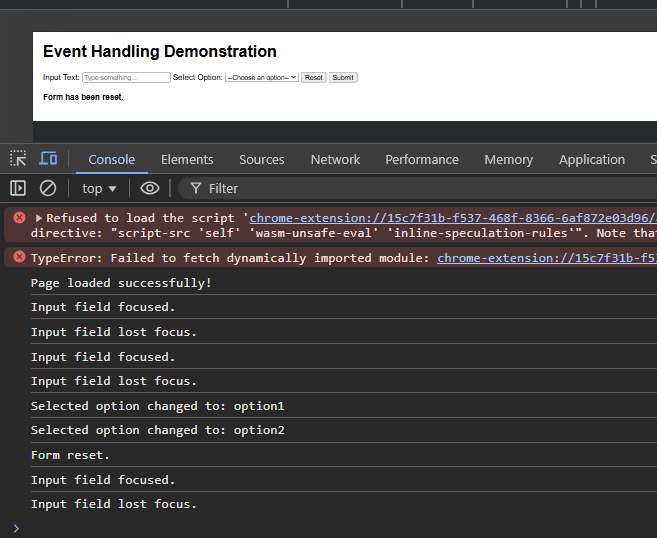 Event Handling Demonstration
Input Text: Type something... Select Option: --Choose an option-- Reset Submit
Form has been reset.
Console Elements Sources Network Performance Memory Application S
top Filter
Refused to load the script 'chrome-extension://15c7f31b-f537-468f-8366-6af872e03d96/
directive: "script-src 'self' 'wasm-unsafe-eval' 'inline-speculation-rules'". Note tha
TypeError: Failed to fetch dynamically imported module: chrome-extension://15c7f31b-f5
Page loaded successfully!
Input field focused.
Input field lost focus.
Input field focused.
Input field lost focus.
Selected option changed to: option1
Selected option changed to: option2
Form reset.
Input field focused.
Input field lost focus.